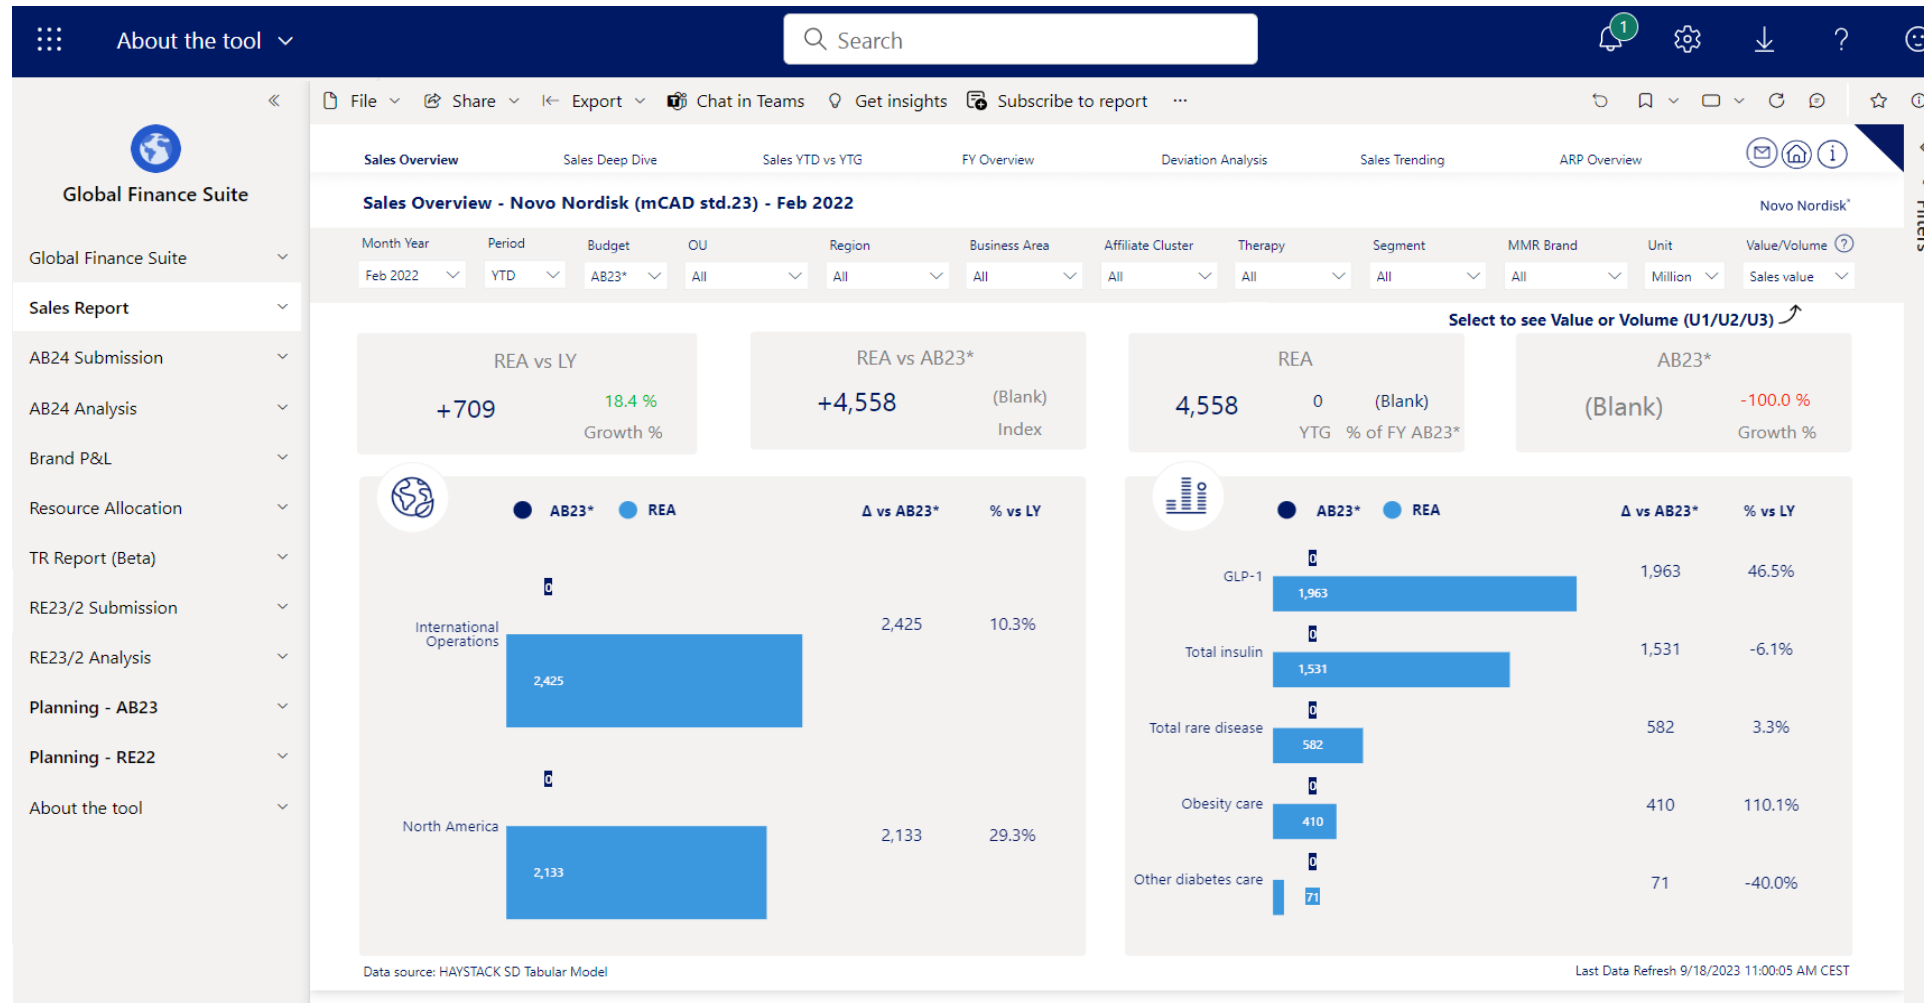 About the tool
Search
1
?
File
Share
Export
Chat in Teams
Get insights
Subscribe to report
...
Global Finance Suite
Global Finance Suite
Sales Report
AB24 Submission
AB24 Analysis
Brand P&L
Resource Allocation
TR Report (Beta)
RE23/2 Submission
RE23/2 Analysis
Planning - AB23
Planning - RE22
About the tool
Sales Overview
Sales Deep Dive
Sales YTD vs YTG
FY Overview
Deviation Analysis
Sales Trending
ARP Overview
Sales Overview - Novo Nordisk (mCAD std.23) - Feb 2022
Novo Nordisk*
Filters
Month Year
Period
Budget
OU
Region
Business Area
Affiliate Cluster
Therapy
Segment
MMR Brand
Unit
Value/Volume ?
Feb 2022
YTD
AB23*
All
All
All
All
All
All
All
Million
Sales value
Select to see Value or Volume (U1/U2/U3)
REA vs LY
+709
18.4 %
Growth %
REA vs AB23*
+4,558
(Blank)
Index
REA
4,558
0
(Blank)
YTG
% of FY AB23*
AB23*
(Blank)
-100.0 %
Growth %
AB23*
REA
Δ vs AB23*
% vs LY
0
International
Operations
2,425
2,425
10.3%
0
North America
2,133
2,133
29.3%
AB23*
REA
Δ vs AB23*
% vs LY
0
GLP-1
1,963
1,963
46.5%
0
Total insulin
1,531
1,531
-6.1%
0
Total rare disease
582
582
3.3%
0
Obesity care
410
410
110.1%
0
Other diabetes care
71
71
-40.0%
Data source: HAYSTACK SD Tabular Model
Last Data Refresh 9/18/2023 11:00:05 AM CEST